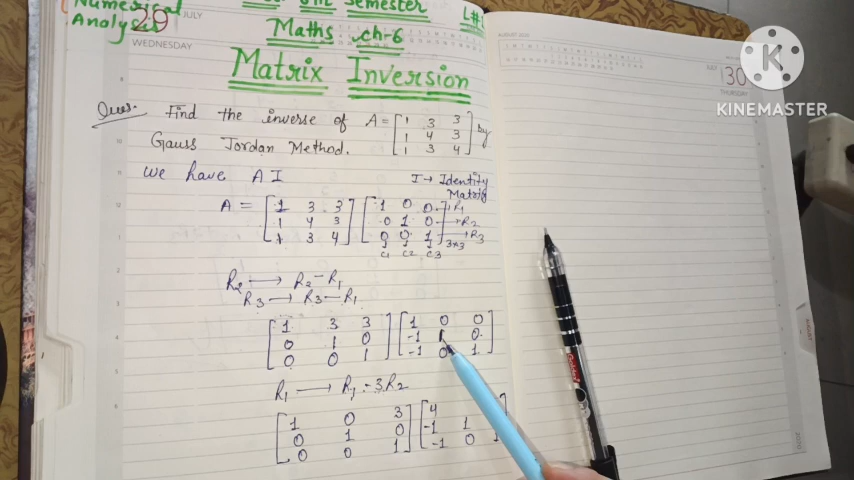 Numerical
Analysis
Semester
L#1
29 JULY
WEDNESDAY
Maths ch-6
Matrix Inversion
Ques. Find the inverse of A = [ 1 3 3 ] by
[ 1 4 3 ]
[ 1 3 4 ]
Gauss Jordan Method.
We have A I
I → Identity
Matrix
A = [ 1 3 3 ] [ 1 0 0 ] → R1
[ 1 4 3 ] [ 0 1 0 ] → R2
[ 1 3 4 ] [ 0 0 1 ] → R3
3×3
C1 C2 C3
R2 → R2 - R1
R3 → R3 - R1
[ 1 3 3 ] [ 1 0 0 ]
[ 0 1 0 ] [ -1 1 0 ]
[ 0 0 1 ] [ -1 0 1 ]
R1 → R1 - 3R2
[ 1 0 3 ] [ 4
[ 0 1 0 ] [ -1 1
[ 0 0 1 ] [ -1 0
30
THURSDAY
KINEMASTER